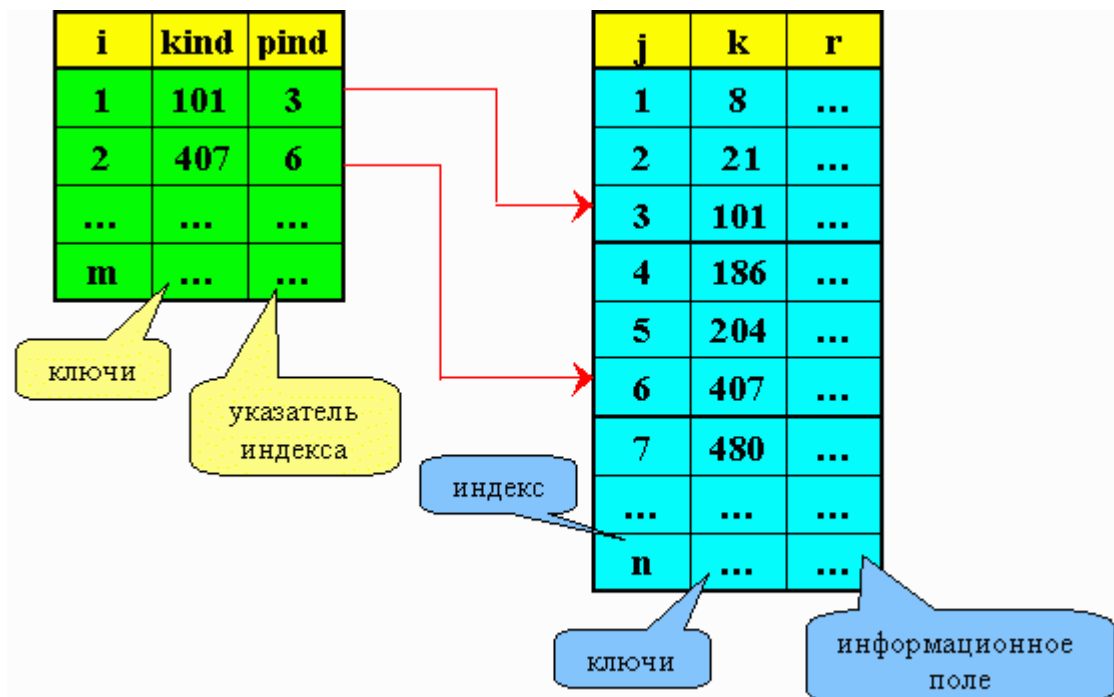 i kind pind
1 101 3
2 407 6
... ... ...
m ... ...
ключи
указатель
индекса
j k r
1 8 ...
2 21 ...
3 101 ...
4 186 ...
5 204 ...
6 407 ...
7 480 ...
... ... ...
n ... ...
индекс
ключи
информационное
поле